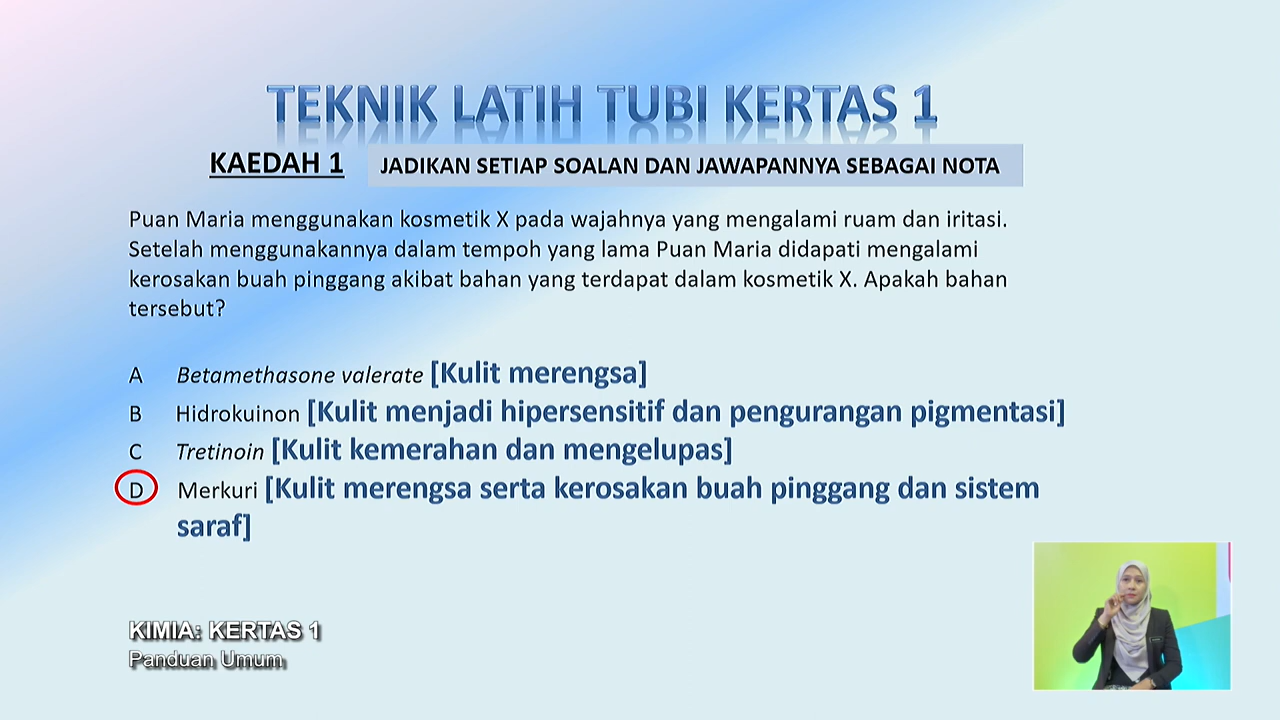 TEKNIK LATIH TUBI KERTAS 1
KAEDAH 1 JADIKAN SETIAP SOALAN DAN JAWAPANNYA SEBAGAI NOTA
Puan Maria menggunakan kosmetik X pada wajahnya yang mengalami ruam dan iritasi.
Setelah menggunakannya dalam tempoh yang lama Puan Maria didapati mengalami
kerosakan buah pinggang akibat bahan yang terdapat dalam kosmetik X. Apakah bahan
tersebut?
A Betamethasone valerate [Kulit merengsa]
B Hidrokuinon [Kulit menjadi hipersensitif dan pengurangan pigmentasi]
C Tretinoin [Kulit kemerahan dan mengelupas]
D Merkuri [Kulit merengsa serta kerosakan buah pinggang dan sistem
saraf]
KIMIA: KERTAS 1
Panduan Umum